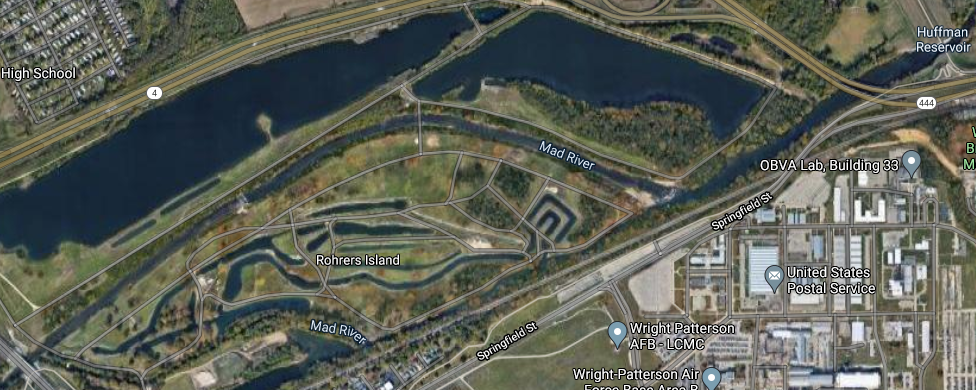 Huffman
Reservoir
High School
4
444
Mad River
OBVA Lab, Building 33
Springfield St
Rohrers Island
United States
Postal Service
Mad River
Springfield St
Wright Patterson
AFB - LCMC
Wright-Patterson Air
Force Base Area B